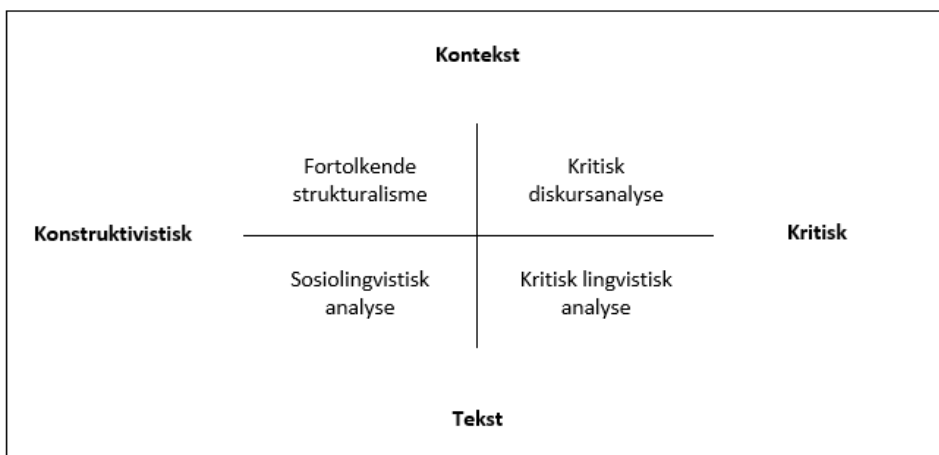 Kontekst
Fortolkende
strukturalisme
Kritisk
diskursanalyse
Konstruktivistisk
Kritisk
Sosiolingvistisk
analyse
Kritisk lingvistisk
analyse
Tekst